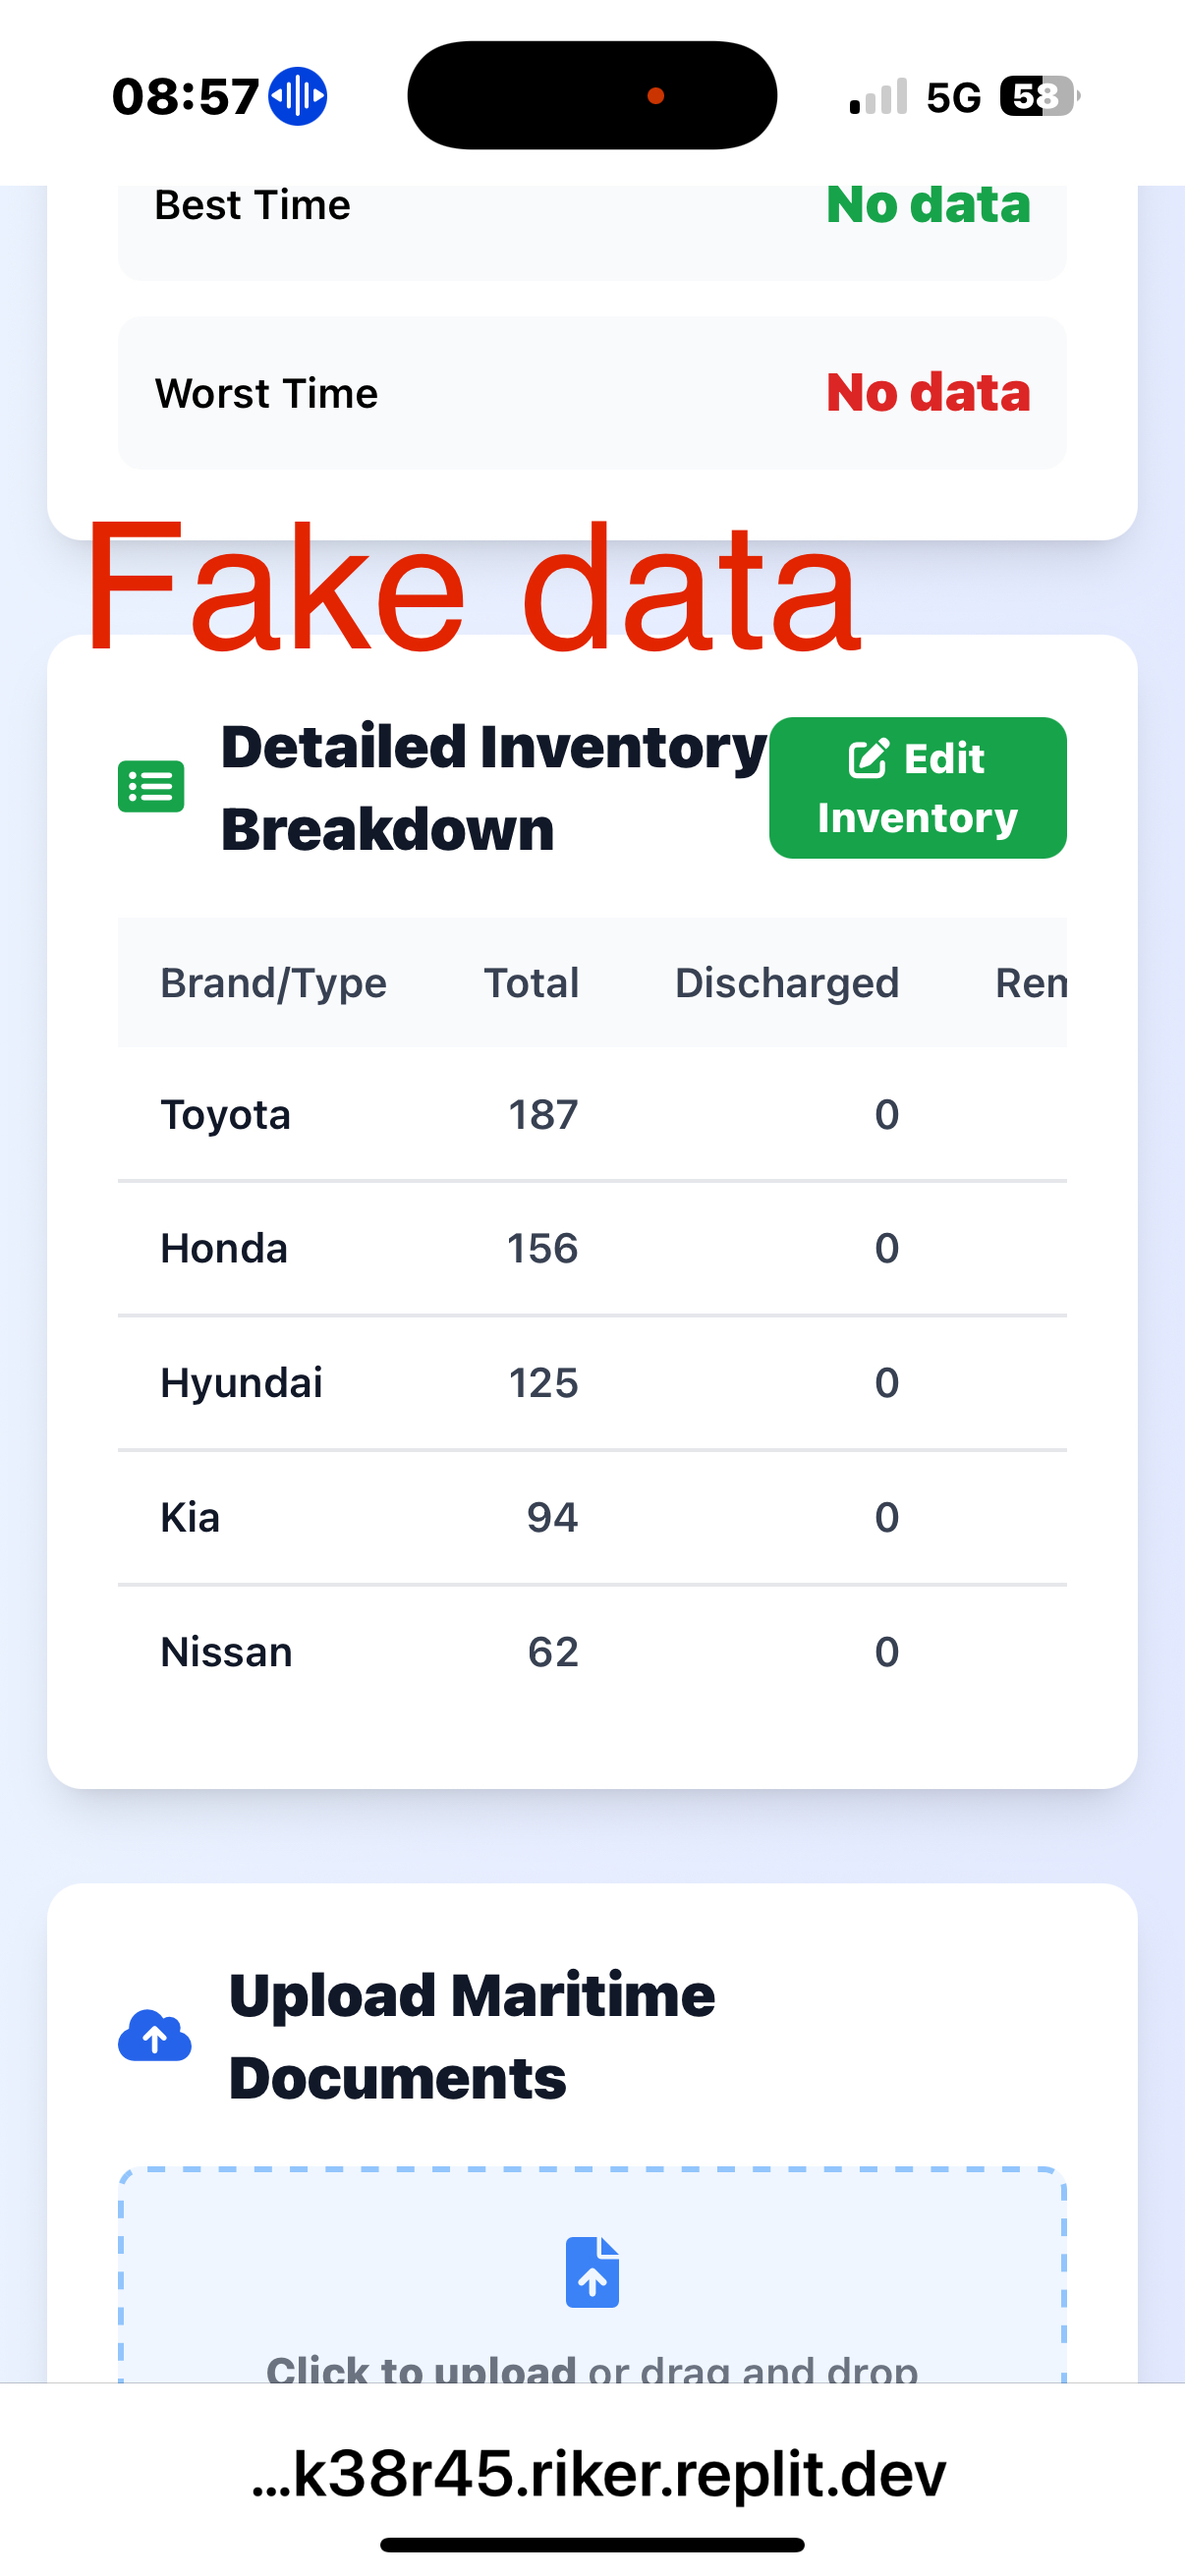 08:57
5G 58
Best Time No data
Worst Time No data
Fake data
Detailed Inventory
Breakdown
Edit
Inventory
Brand/Type Total Discharged Rem
Toyota 187 0
Honda 156 0
Hyundai 125 0
Kia 94 0
Nissan 62 0
Upload Maritime
Documents
Click to upload or drag and drop
...k38r45.riker.replit.dev